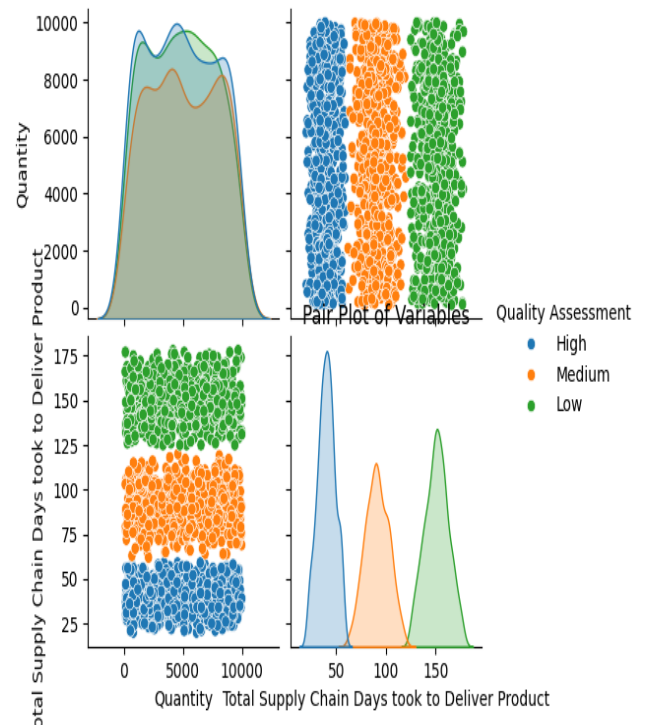 10000
8000
6000
4000
2000
0
Quantity
Pair Plot of Variables
Quality Assessment
High
Medium
Low
175
150
125
100
75
50
25
otal Supply Chain Days took to Deliver Product
0 5000 10000
50 100 150
Quantity
Total Supply Chain Days took to Deliver Product